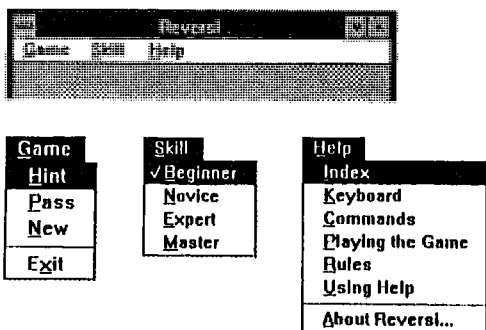 Reversi
Game Skill Help
Game
Hint
Pass
New
Exit
Skill
✓Beginner
Novice
Expert
Master
Help
Index
Keyboard
Commands
Playing the Game
Rules
Using Help
About Reversi...